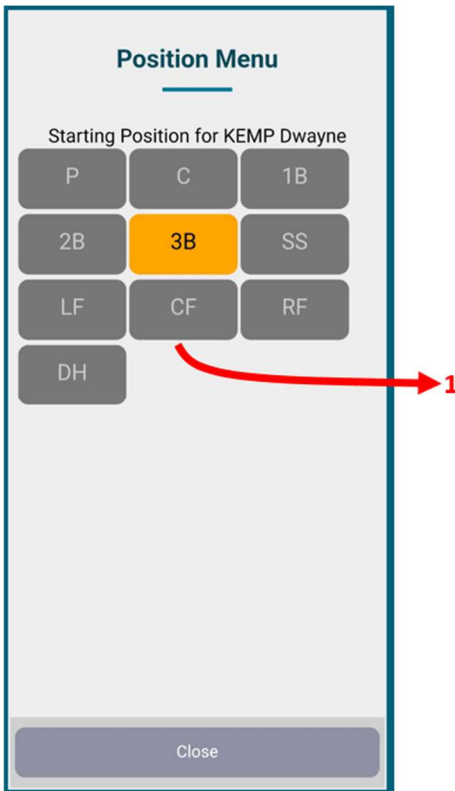 Position Menu
Starting Position for KEMP Dwayne
P C 1B
2B 3B SS
LF CF RF
DH
1
Close